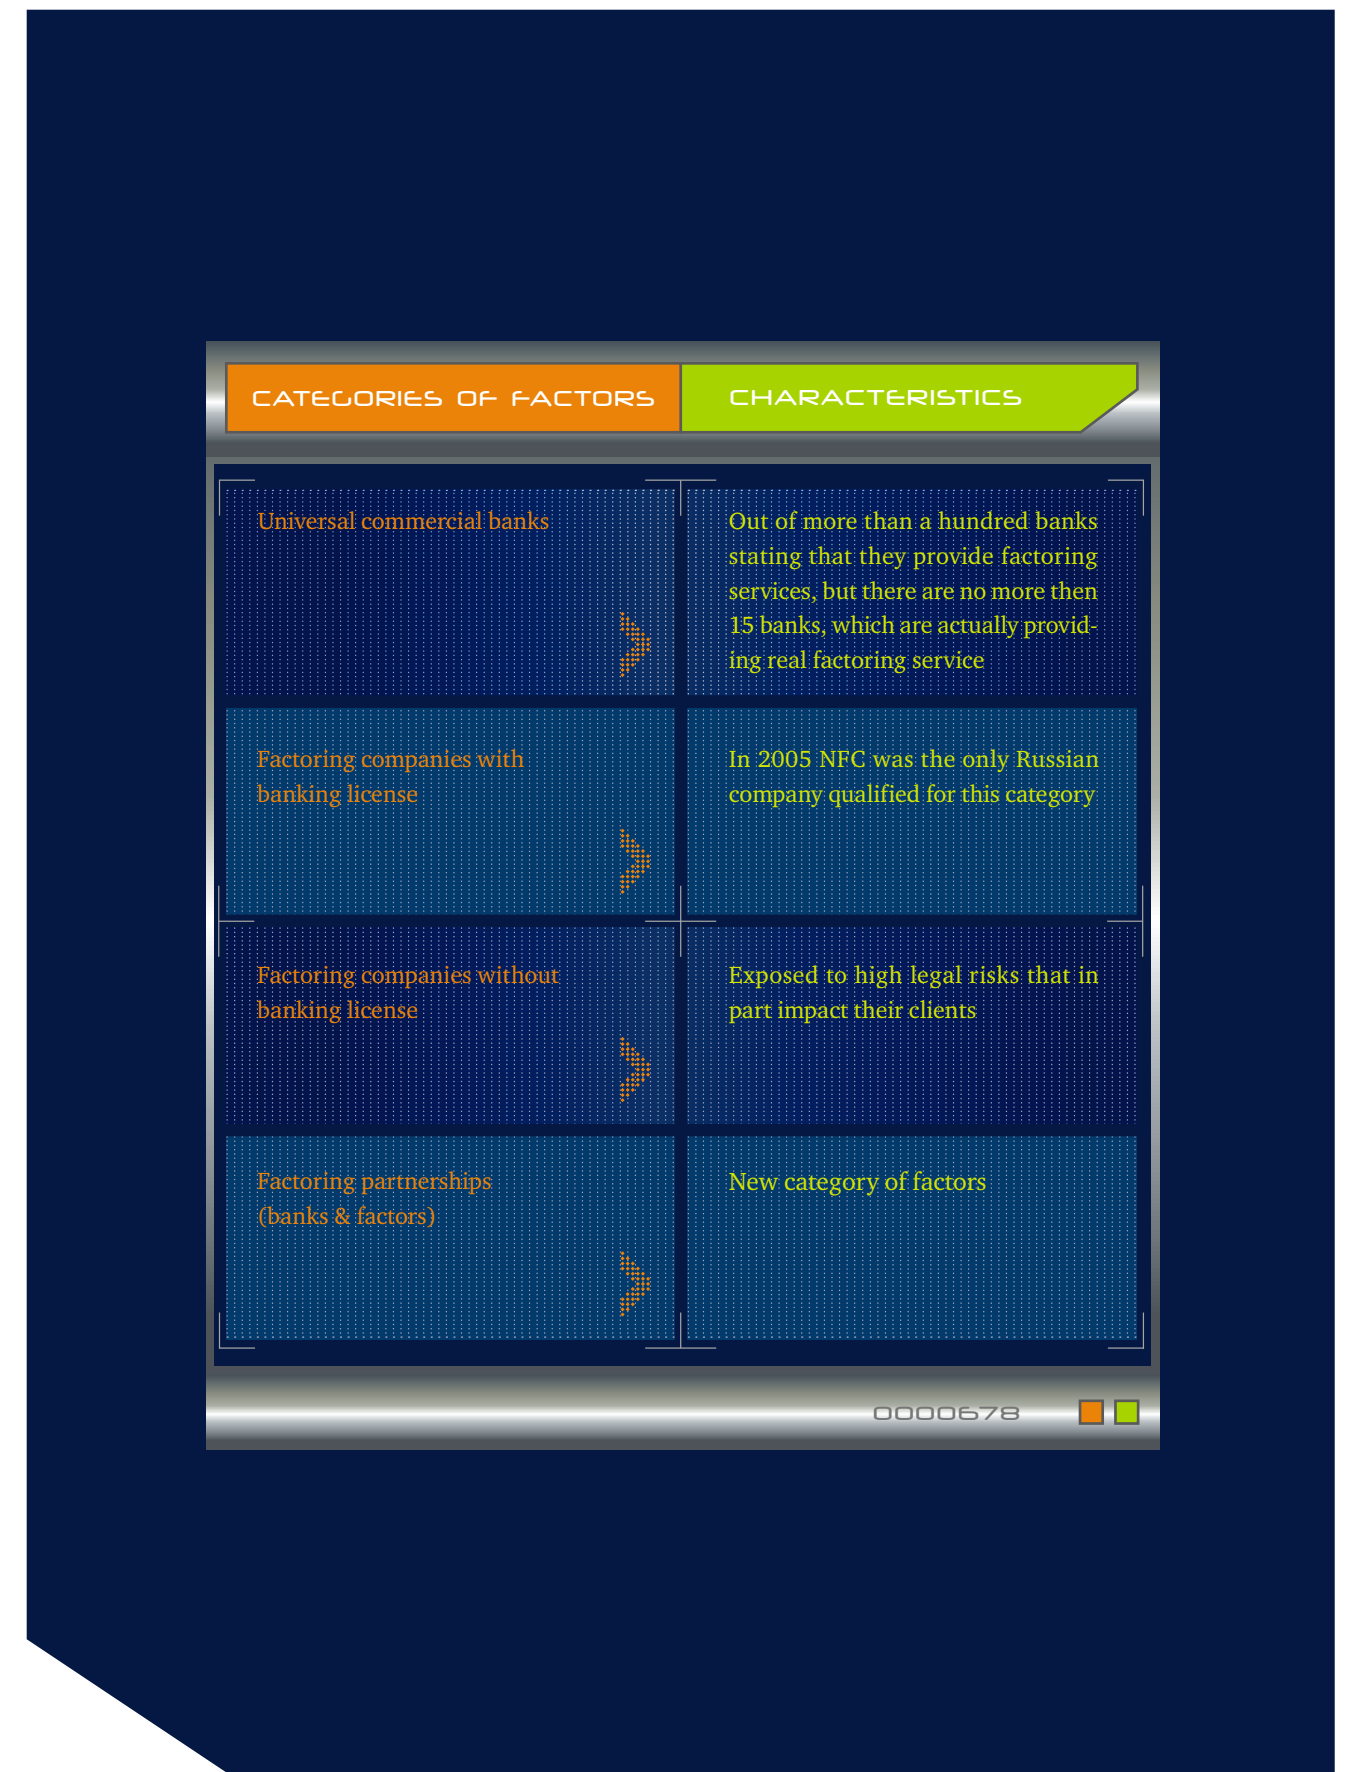 CATEGORIES OF FACTORS
CHARACTERISTICS
Universal commercial banks
Out of more than a hundred banks
stating that they provide factoring
services, but there are no more then
15 banks, which are actually provid-
ing real factoring service
Factoring companies with
banking license
In 2005 NFC was the only Russian
company qualified for this category
Factoring companies without
banking license
Exposed to high legal risks that in
part impact their clients
Factoring partnerships
(banks & factors)
New category of factors
0000678